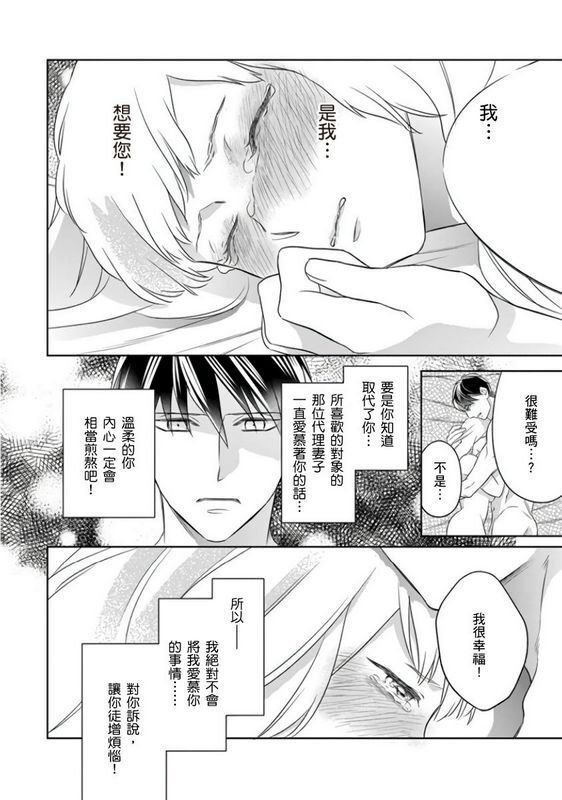 我…
是我…
想要您！
很難受嗎…？
不是…
要是你知道
取代了你…
所喜歡的對象的
那位代理妻子
一直愛慕著你的話…
溫柔的你
內心一定會
相當煎熬吧！
我很幸福！
所以——
我絕對不會
將我愛慕你
的事情……
對你訴說，
讓你徒增煩惱！